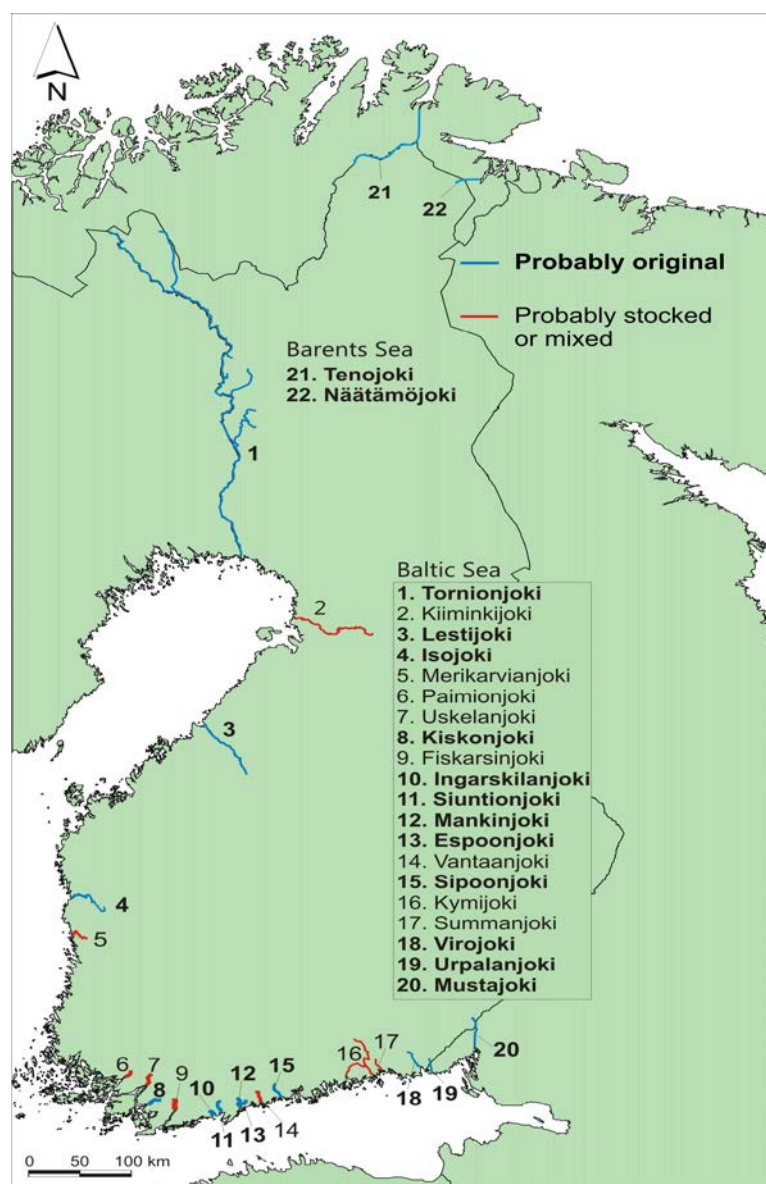 N
21
22
Probably original
Probably stocked
or mixed
Barents Sea
21. Tenojoki
22. Näätämöjoki
1
Baltic Sea
1. Tornionjoki
2. Kiiminkijoki
3. Lestijoki
4. Isojoki
5. Merikarvianjoki
6. Paimionjoki
7. Uskelanjoki
8. Kiskonjoki
9. Fiskarsinjoki
10. Ingarskilanjoki
11. Siuntionjoki
12. Mankinjoki
13. Espoonjoki
14. Vantaanjoki
15. Sipoonjoki
16. Kymijoki
17. Summanjoki
18. Virojoki
19. Urpalanjoki
20. Mustajoki
2
3
4
5
6
7
8
9
10
11
12
13
14
15
16
17
18
19
20
0 50 100 km